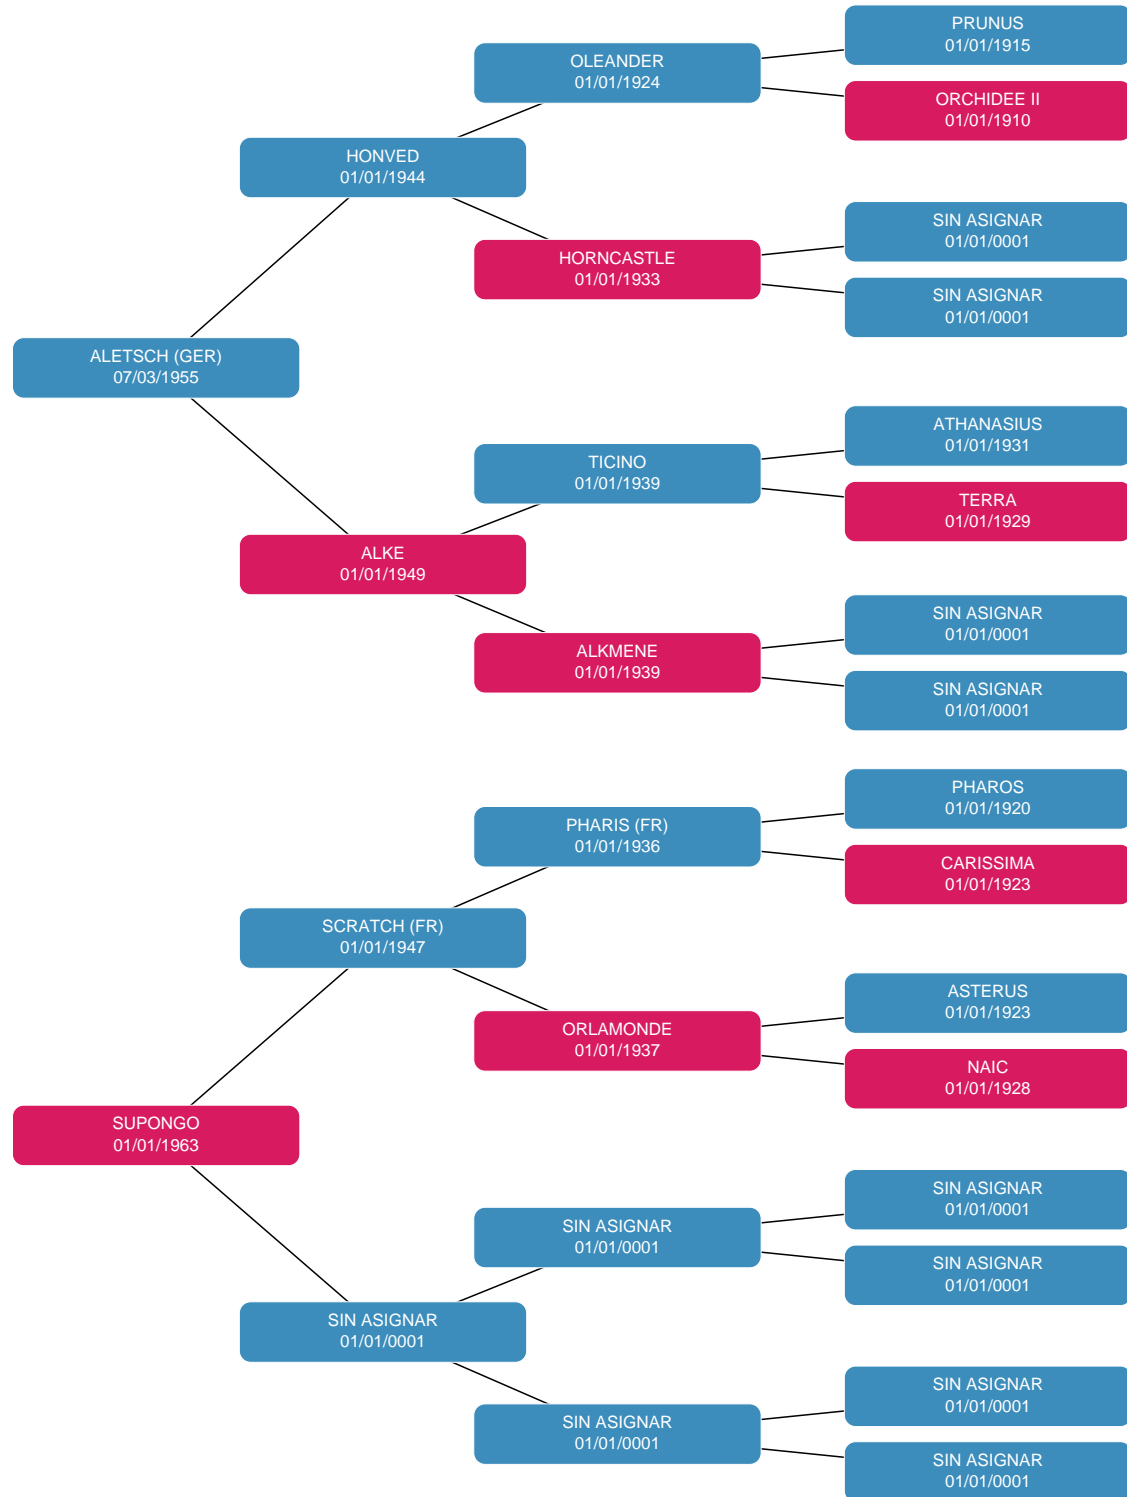 PRUNUS
01/01/1915
OLEANDER
01/01/1924
ORCHIDEE II
01/01/1910
HONVED
01/01/1944
SIN ASIGNAR
01/01/0001
HORNCASTLE
01/01/1933
SIN ASIGNAR
01/01/0001
ALETSCH (GER)
07/03/1955
ATHANASIUS
01/01/1931
TICINO
01/01/1939
TERRA
01/01/1929
ALKE
01/01/1949
SIN ASIGNAR
01/01/0001
ALKMENE
01/01/1939
SIN ASIGNAR
01/01/0001
PHAROS
01/01/1920
PHARIS (FR)
01/01/1936
CARISSIMA
01/01/1923
SCRATCH (FR)
01/01/1947
ASTERUS
01/01/1923
ORLAMONDE
01/01/1937
NAIC
01/01/1928
SUPONGO
01/01/1963
SIN ASIGNAR
01/01/0001
SIN ASIGNAR
01/01/0001
SIN ASIGNAR
01/01/0001
SIN ASIGNAR
01/01/0001
SIN ASIGNAR
01/01/0001
SIN ASIGNAR
01/01/0001
SIN ASIGNAR
01/01/0001